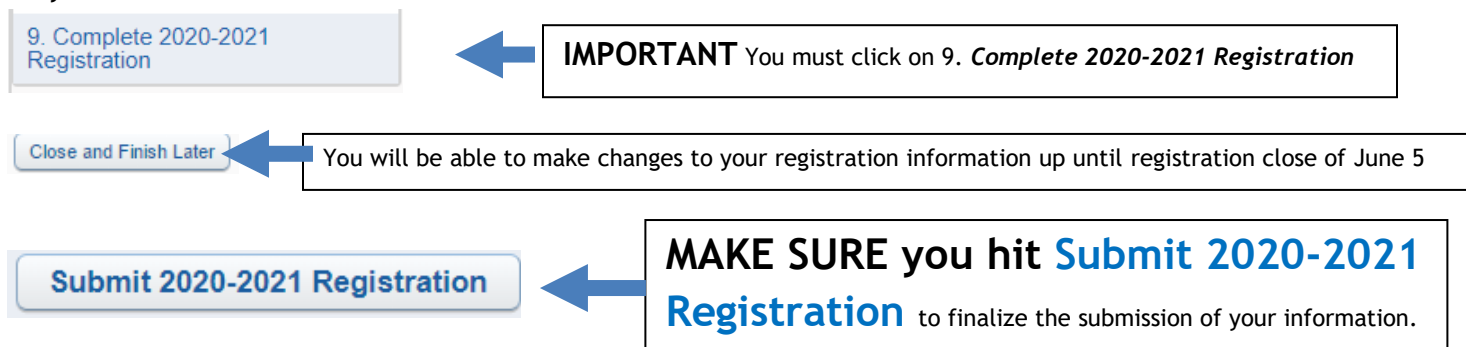 9. Complete 2020-2021
Registration
IMPORTANT You must click on 9. Complete 2020-2021 Registration
Close and Finish Later
You will be able to make changes to your registration information up until registration close of June 5
Submit 2020-2021 Registration
MAKE SURE you hit Submit 2020-2021
Registration to finalize the submission of your information.